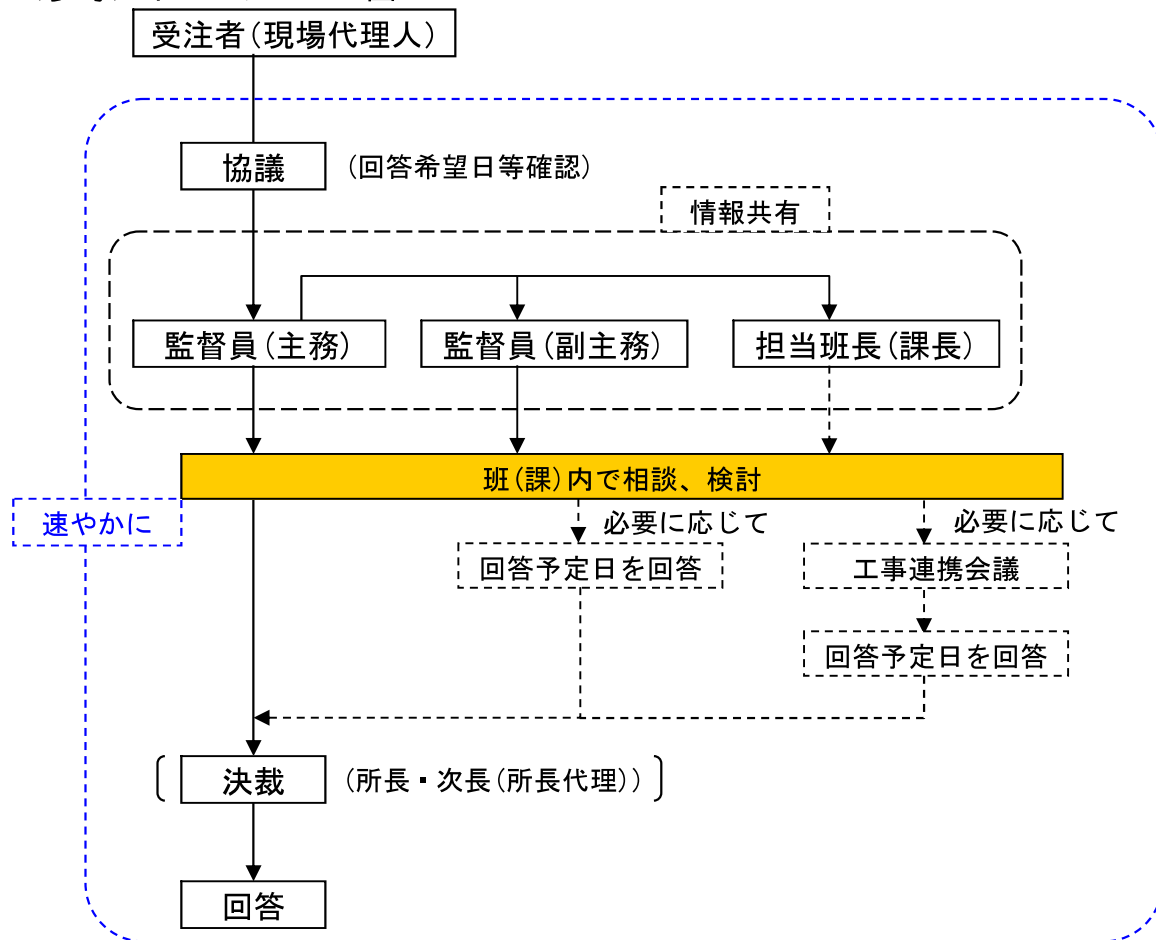 受注者(現場代理人)
協議
(回答希望日等確認)
情報共有
監督員(主務)
監督員(副主務)
担当班長(課長)
班(課)内で相談、検討
速やかに
必要に応じて
必要に応じて
回答予定日を回答
工事連携会議
回答予定日を回答
決裁
(所長・次長(所長代理))
回答